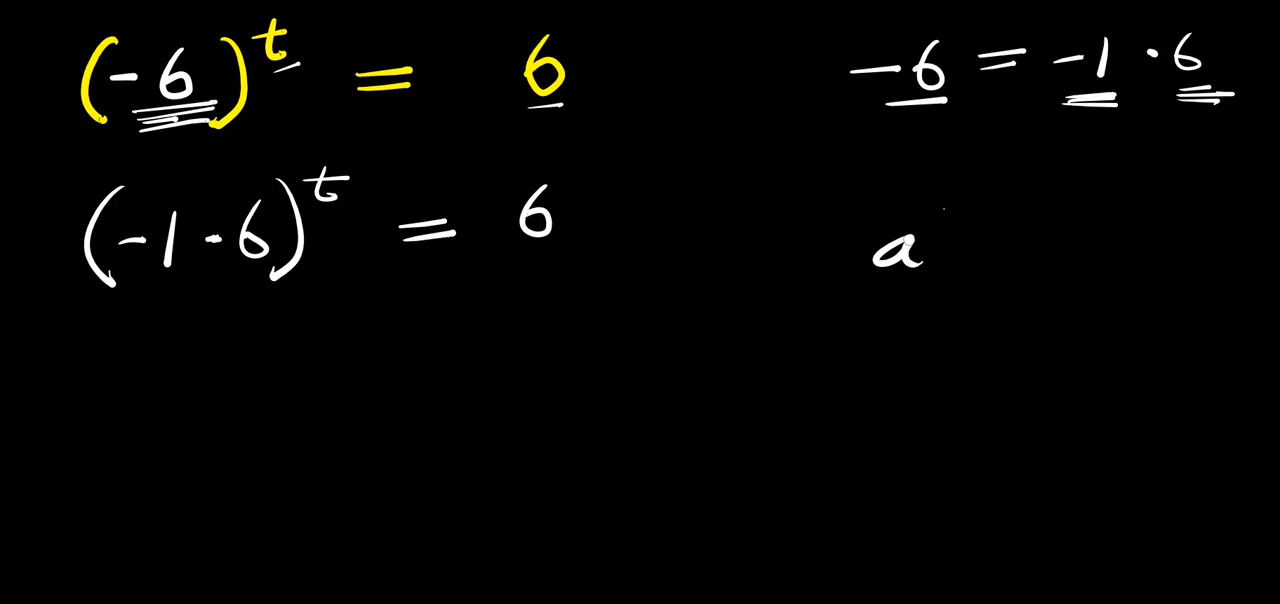 (-6)^t = 6
-6 = -1 · 6
(-1 · 6)^t = 6
a